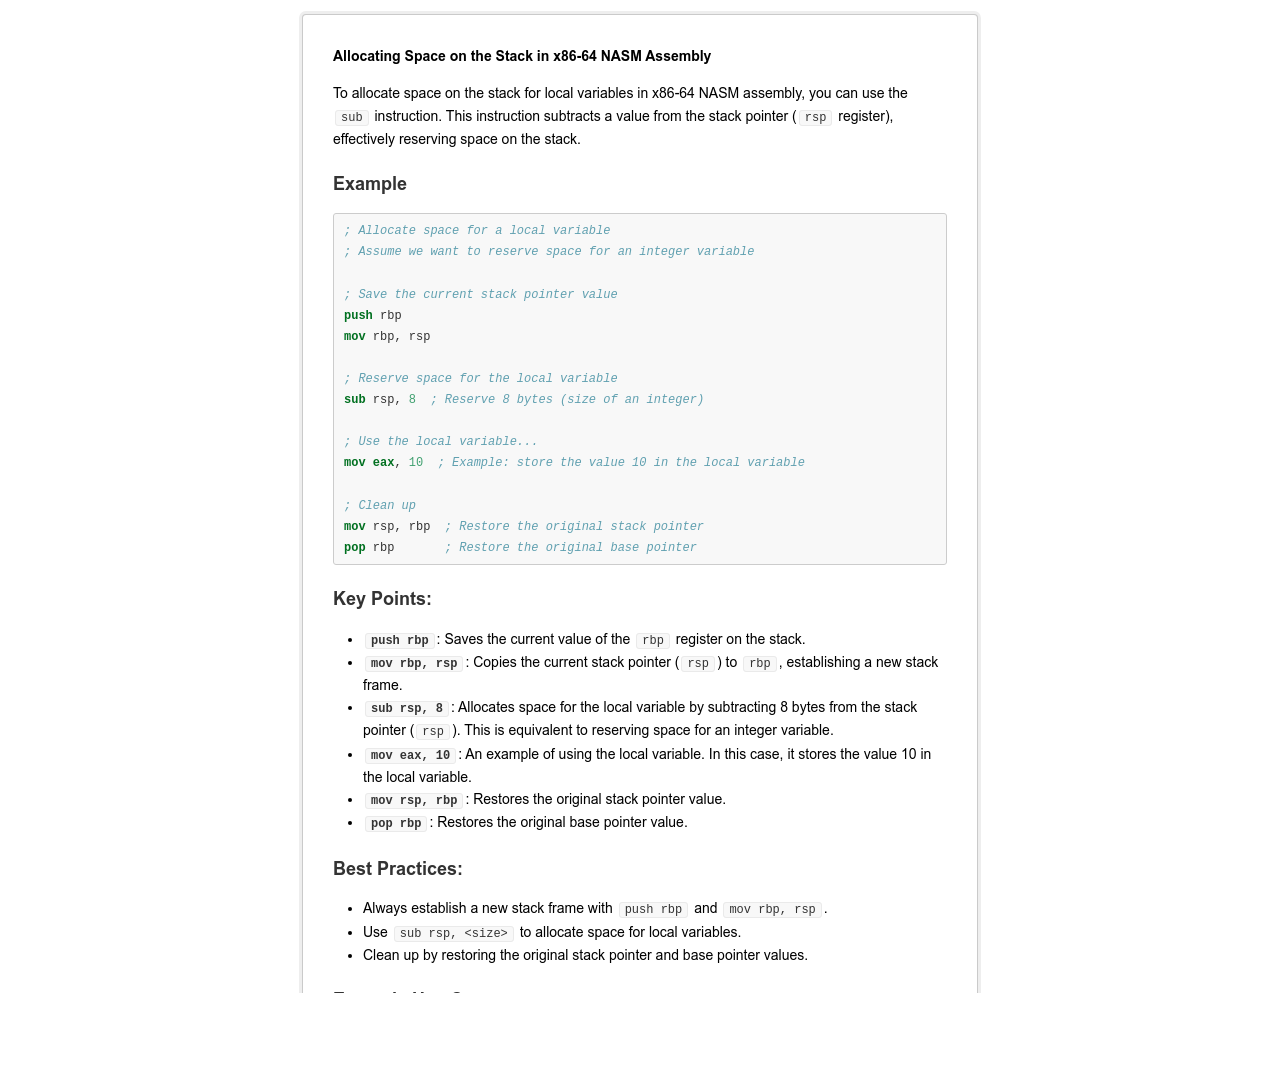 Allocating Space on the Stack in x86-64 NASM Assembly
To allocate space on the stack for local variables in x86-64 NASM assembly, you can use the
sub instruction. This instruction subtracts a value from the stack pointer ( rsp register),
effectively reserving space on the stack.
Example
; Allocate space for a local variable
; Assume we want to reserve space for an integer variable
; Save the current stack pointer value
push rbp
mov rbp, rsp
; Reserve space for the local variable
sub rsp, 8  ; Reserve 8 bytes (size of an integer)
; Use the local variable...
mov eax, 10  ; Example: store the value 10 in the local variable
; Clean up
mov rsp, rbp  ; Restore the original stack pointer
pop rbp       ; Restore the original base pointer
Key Points:
• push rbp : Saves the current value of the rbp register on the stack.
• mov rbp, rsp : Copies the current stack pointer ( rsp ) to rbp , establishing a new stack
frame.
• sub rsp, 8 : Allocates space for the local variable by subtracting 8 bytes from the stack
pointer ( rsp ). This is equivalent to reserving space for an integer variable.
• mov eax, 10 : An example of using the local variable. In this case, it stores the value 10 in
the local variable.
• mov rsp, rbp : Restores the original stack pointer value.
• pop rbp : Restores the original base pointer value.
Best Practices:
• Always establish a new stack frame with push rbp and mov rbp, rsp .
• Use sub rsp, <size> to allocate space for local variables.
• Clean up by restoring the original stack pointer and base pointer values.